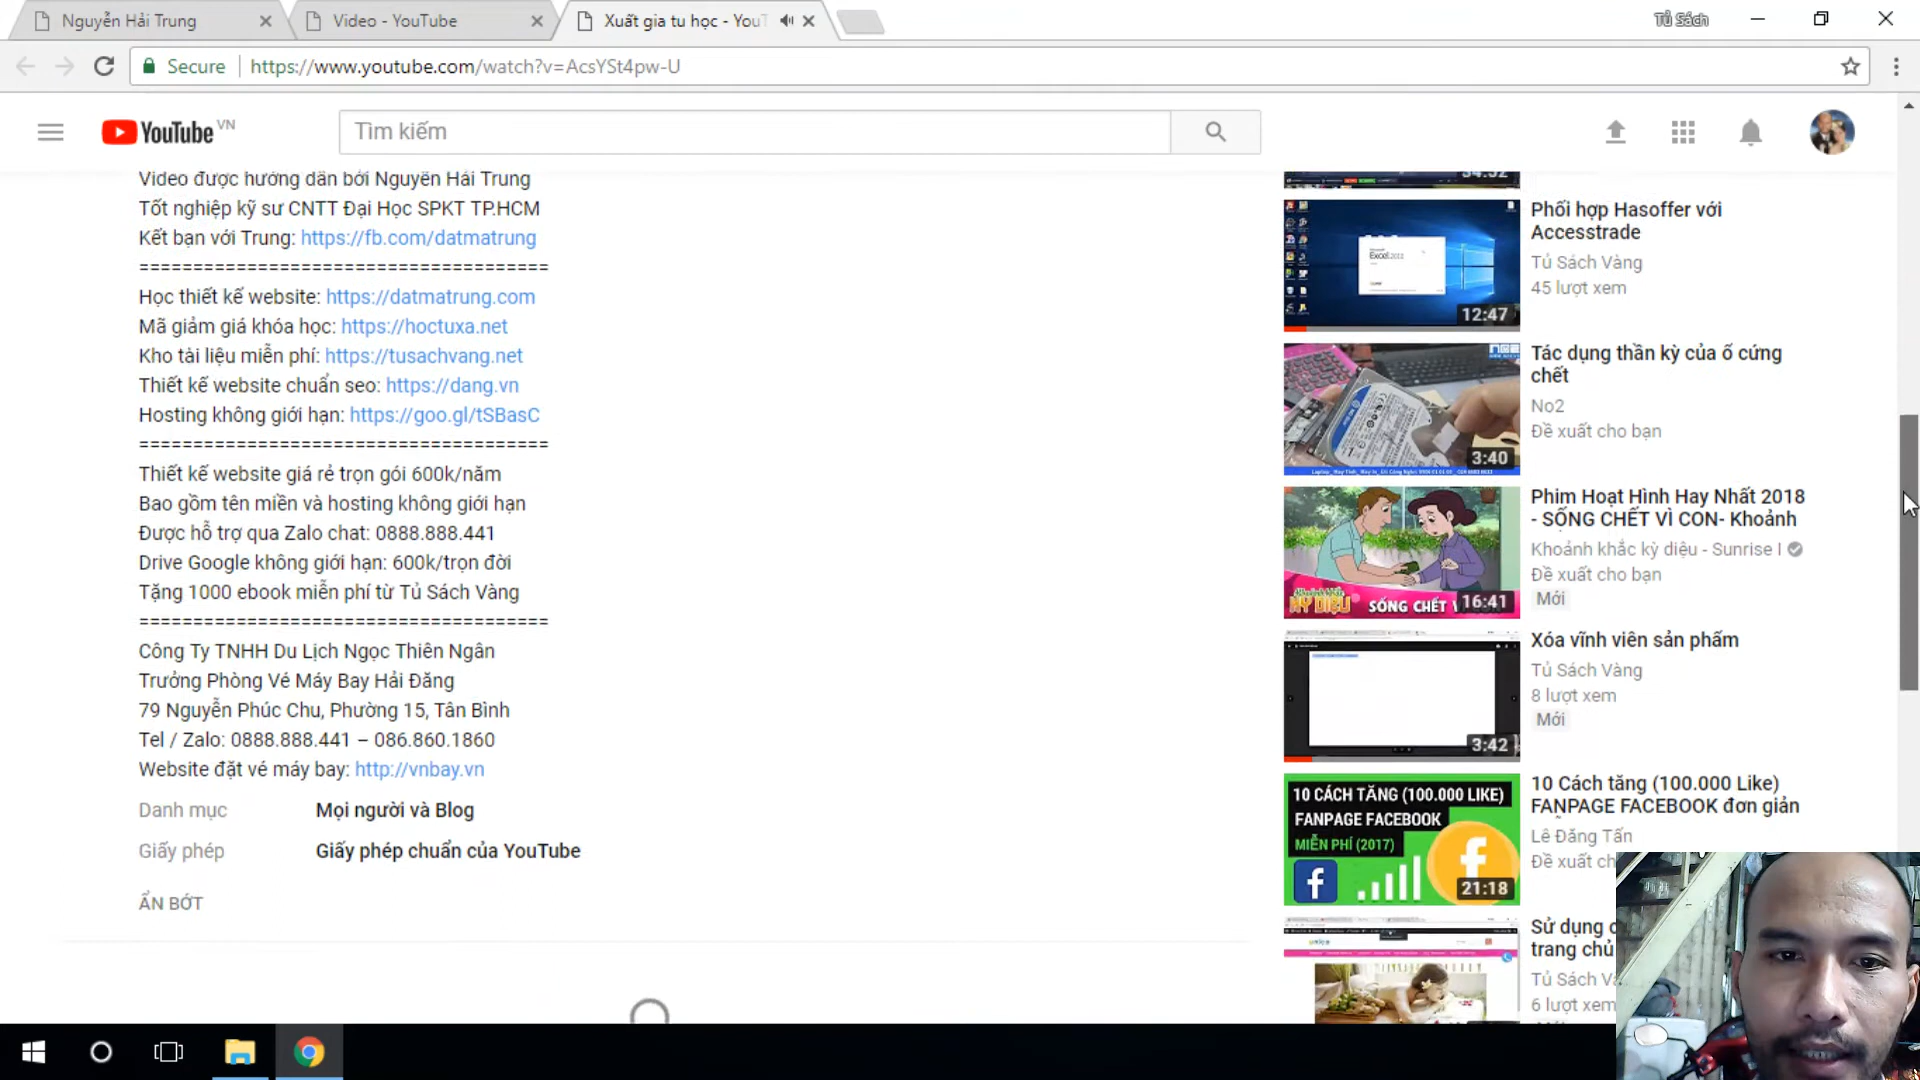 Nguyễn Hải Trung
Video - YouTube
Xuất gia tu học - YouT
Tủ Sách
Secure
https://www.youtube.com/watch?v=AcsYSt4pw-U
YouTube VN
Tìm kiếm
Video được hướng dẫn bởi Nguyễn Hải Trung
Tốt nghiệp kỹ sư CNTT Đại Học SPKT TP.HCM
Kết bạn với Trung: https://fb.com/datmatrung
======================================
Học thiết kế website: https://datmatrung.com
Mã giảm giá khóa học: https://hoctuxa.net
Kho tài liệu miễn phí: https://tusachvang.net
Thiết kế website chuẩn seo: https://dang.vn
Hosting không giới hạn: https://goo.gl/tSBasC
======================================
Thiết kế website giá rẻ trọn gói 600k/năm
Bao gồm tên miền và hosting không giới hạn
Được hỗ trợ qua Zalo chat: 0888.888.441
Drive Google không giới hạn: 600k/trọn đời
Tặng 1000 ebook miễn phí từ Tủ Sách Vàng
======================================
Công Ty TNHH Du Lịch Ngọc Thiên Ngân
Trưởng Phòng Vé Máy Bay Hải Đăng
79 Nguyễn Phúc Chu, Phường 15, Tân Bình
Tel / Zalo: 0888.888.441 – 086.860.1860
Website đặt vé máy bay: http://vnbay.vn
Danh mục
Mọi người và Blog
Giấy phép
Giấy phép chuẩn của YouTube
ẨN BỚT
34:52
Excel 2013
12:47
Phối hợp Hasoffer với
Accesstrade
Tủ Sách Vàng
45 lượt xem
3:40
Tác dụng thần kỳ của ổ cứng
chết
No2
Đề xuất cho bạn
SỐNG CHẾT V
16:41
Phim Hoạt Hình Hay Nhất 2018
- SỐNG CHẾT VÌ CON- Khoảnh
Khoảnh khắc kỳ diệu - Sunrise I
Đề xuất cho bạn
Mới
3:42
Xóa vĩnh viên sản phẩm
Tủ Sách Vàng
8 lượt xem
Mới
10 CÁCH TĂNG (100.000 LIKE)
FANPAGE FACEBOOK
MIỄN PHÍ (2017)
21:18
10 Cách tăng (100.000 Like)
FANPAGE FACEBOOK đơn giản
Lê Đăng Tấn
Đề xuất ch
Sử dụng
trang chủ
Tủ Sách Và
6 lượt xem